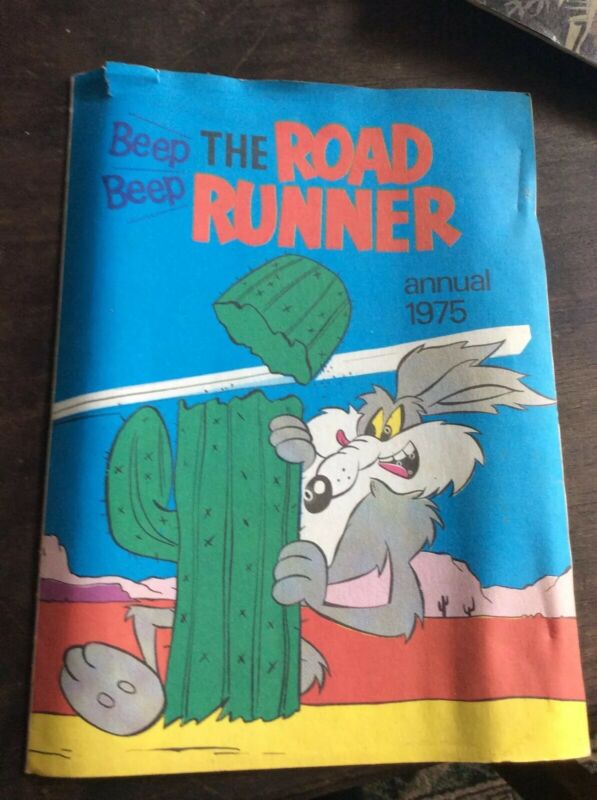 Beep THE ROAD
Beep RUNNER
annual
1975